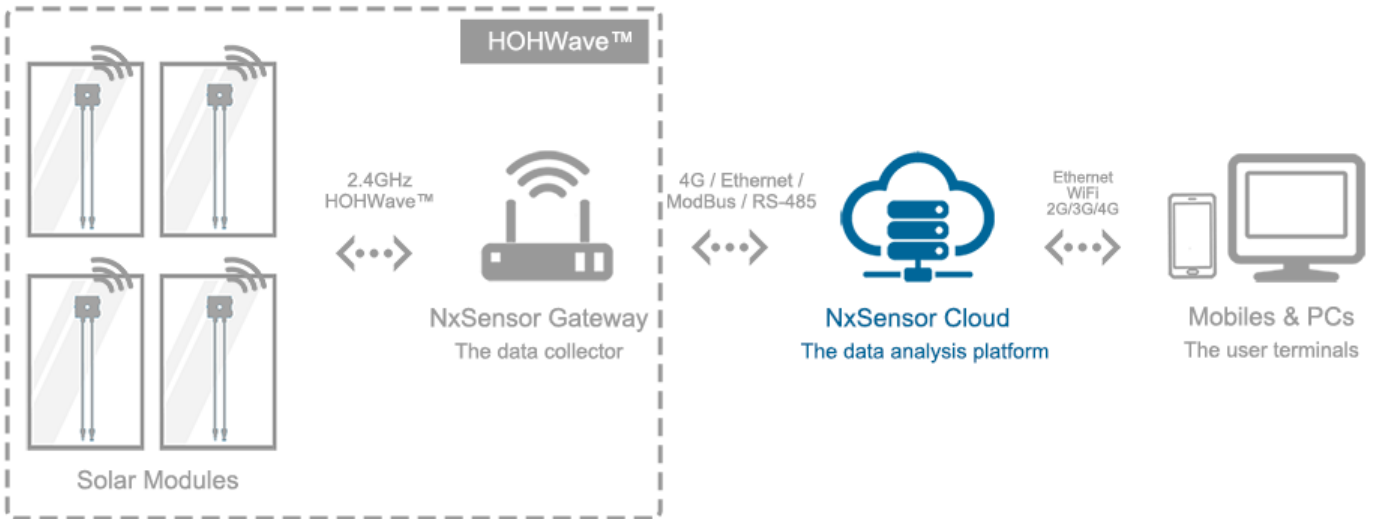 HOHWave™
2.4GHz
HOHWave™
4G / Ethernet /
ModBus / RS-485
Ethernet
WiFi
2G/3G/4G
NxSensor Gateway
The data collector
NxSensor Cloud
The data analysis platform
Mobiles & PCs
The user terminals
Solar Modules